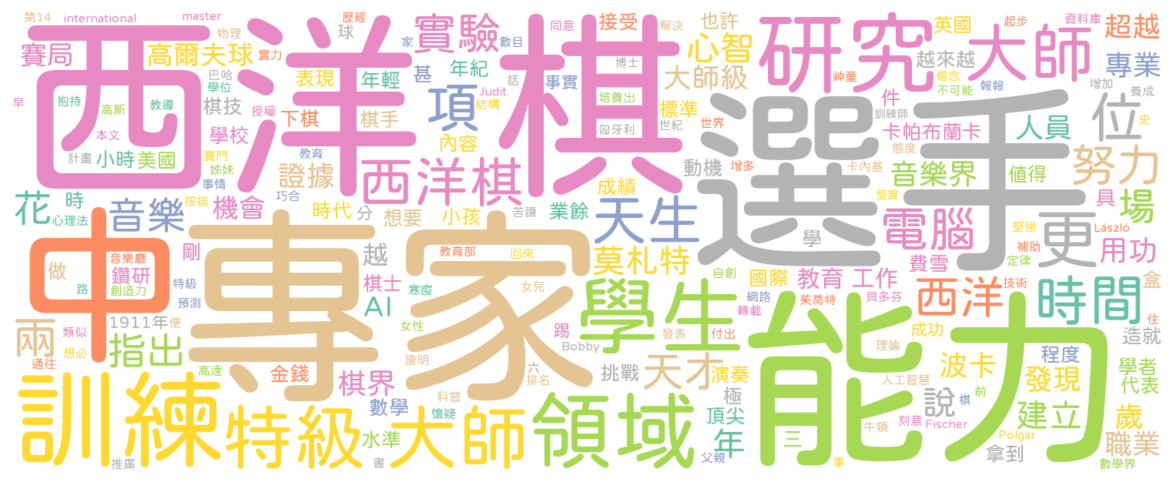 第14 international master 歷經
西洋棋 實驗 研究 大師 超越
賽局 高爾夫球 物理 球 實力 家 數目 同意 接受 解決 也許 英國 起步 資料庫
巴哈 學位 表現 年輕 甚 年紀 話 事實 博士 心智 越來越 神童 信念 報報 專業
早 抱持 高斯 教導 棋技 授權 下棋 棋手 項 結構 Judit 培養出 大師級 標準 不可能 增加 養成
本文 學校 內容 匈牙利 世紀 世界 選手 件 訓練師 位 史
計畫 小時 美國 賽門 姊妹 教育 證據 西洋棋 動機 增多 卡帕布蘭卡 態度 人員 努力
花 時 心理法 音樂 事情 按捺 機會 巧合 時代 分 想要 小孩 成績 苦讀 業餘 天生 卡內基 音樂界 堅實 值得 具 場
中 專家 剛 越 教育部 回來 莫札特 學 電腦 更 堅強 László 用功
做 路 音樂廳 鑽研 創造力 特級 預測 棋士 AI 寒窗 女兒 學生 自創 國際 網路 轉載 教育 工作 費雪 萊蒂特 貝多芬 補助 定律 技術 西洋 時間 盒
兩 類似 想必 通往 1911年 便 指出 高達 女性 證明 踢 Bobby 發表 付出 能力 成功 理論 住 造就
訓練 特級 大師 金錢 棋界 六 排名 挑戰 天才 演奏 極 波卡 人工智慧 程度 發現 前 學者 代表
推廣 水準 數學 書 懷疑 科普 領域 父親 年 頂尖 三 事 牛頓 說 刻意 棋 Fischer Polgár 拿到 建立 歲 職業 數學界